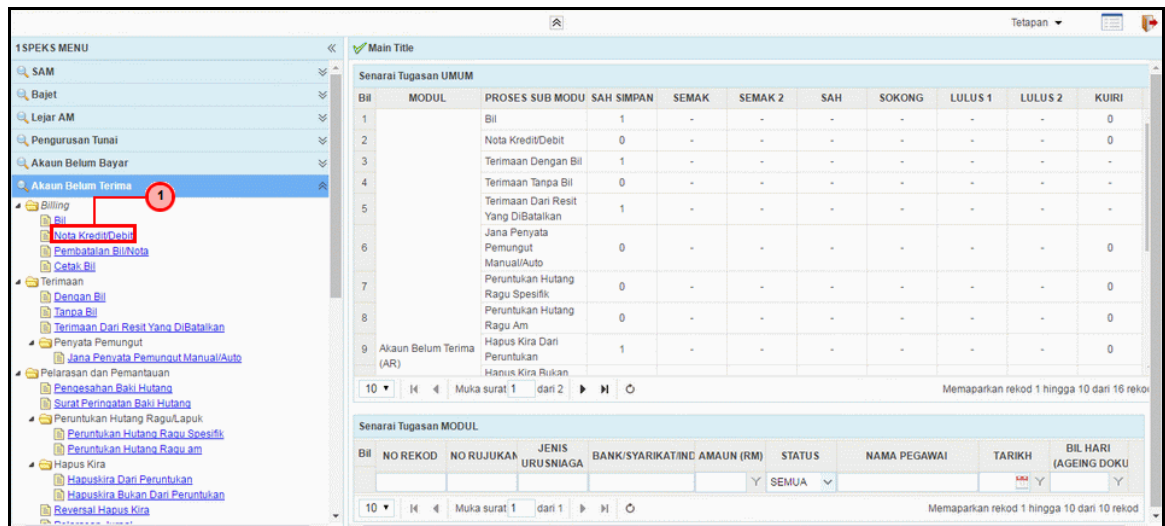 Tetapan
1SPEKS MENU
SAM
Bajet
Lejar AM
Pengurusan Tunai
Akaun Belum Bayar
Akaun Belum Terima
1
Billing
Bil
Nota Kredit/Debit
Pembatalan Bil/Nota
Cetak Bil
Terimaan
Dengan Bil
Tanpa Bil
Terimaan Dari Resit Yang DiBatalkan
Penyata Pemungut
Jana Penyata Pemungut Manual/Auto
Pelarasan dan Pemantauan
Pengesahan Baki Hutang
Surat Peringatan Baki Hutang
Peruntukan Hutang Ragu/Lapuk
Peruntukan Hutang Ragu Spesifik
Peruntukan Hutang Ragu am
Hapus Kira
Hapuskira Dari Peruntukan
Hapuskira Bukan Dari Peruntukan
Reversal Hapus Kira
Pelarasan Jurnal
Main Title
Senarai Tugasan UMUM
Bil MODUL PROSES SUB MODU SAH SIMPAN SEMAK SEMAK 2 SAH SOKONG LULUS 1 LULUS 2 KUIRI
1 Bil 1 - - - - - - 0
2 Nota Kredit/Debit 0 - - - - - - 0
3 Terimaan Dengan Bil 1 - - - - - - -
4 Terimaan Tanpa Bil 0 - - - - - - -
5 Terimaan Dari Resit Yang DiBatalkan 1 - - - - - - -
6 Jana Penyata Pemungut Manual/Auto 0 - - - - - - 0
7 Peruntukan Hutang Ragu Spesifik 0 - - - - - - 0
8 Peruntukan Hutang Ragu Am 0 - - - - - - 0
9 Akaun Belum Terima (AR) Hapus Kira Dari Peruntukan 1 - - - - - - 0
Hapus Kira Bukan
10 Muka surat 1 dari 2 Memaparkan rekod 1 hingga 10 dari 16 rekod
Senarai Tugasan MODUL
Bil NO REKOD NO RUJUKAN JENIS URUSNIAGA BANK/SYARIKAT/IND AMAUN (RM) STATUS NAMA PEGAWAI TARIKH BIL HARI (AGEING DOKU
SEMUA
10 Muka surat 1 dari 1 Memaparkan rekod 1 hingga 10 dari 10 rekod